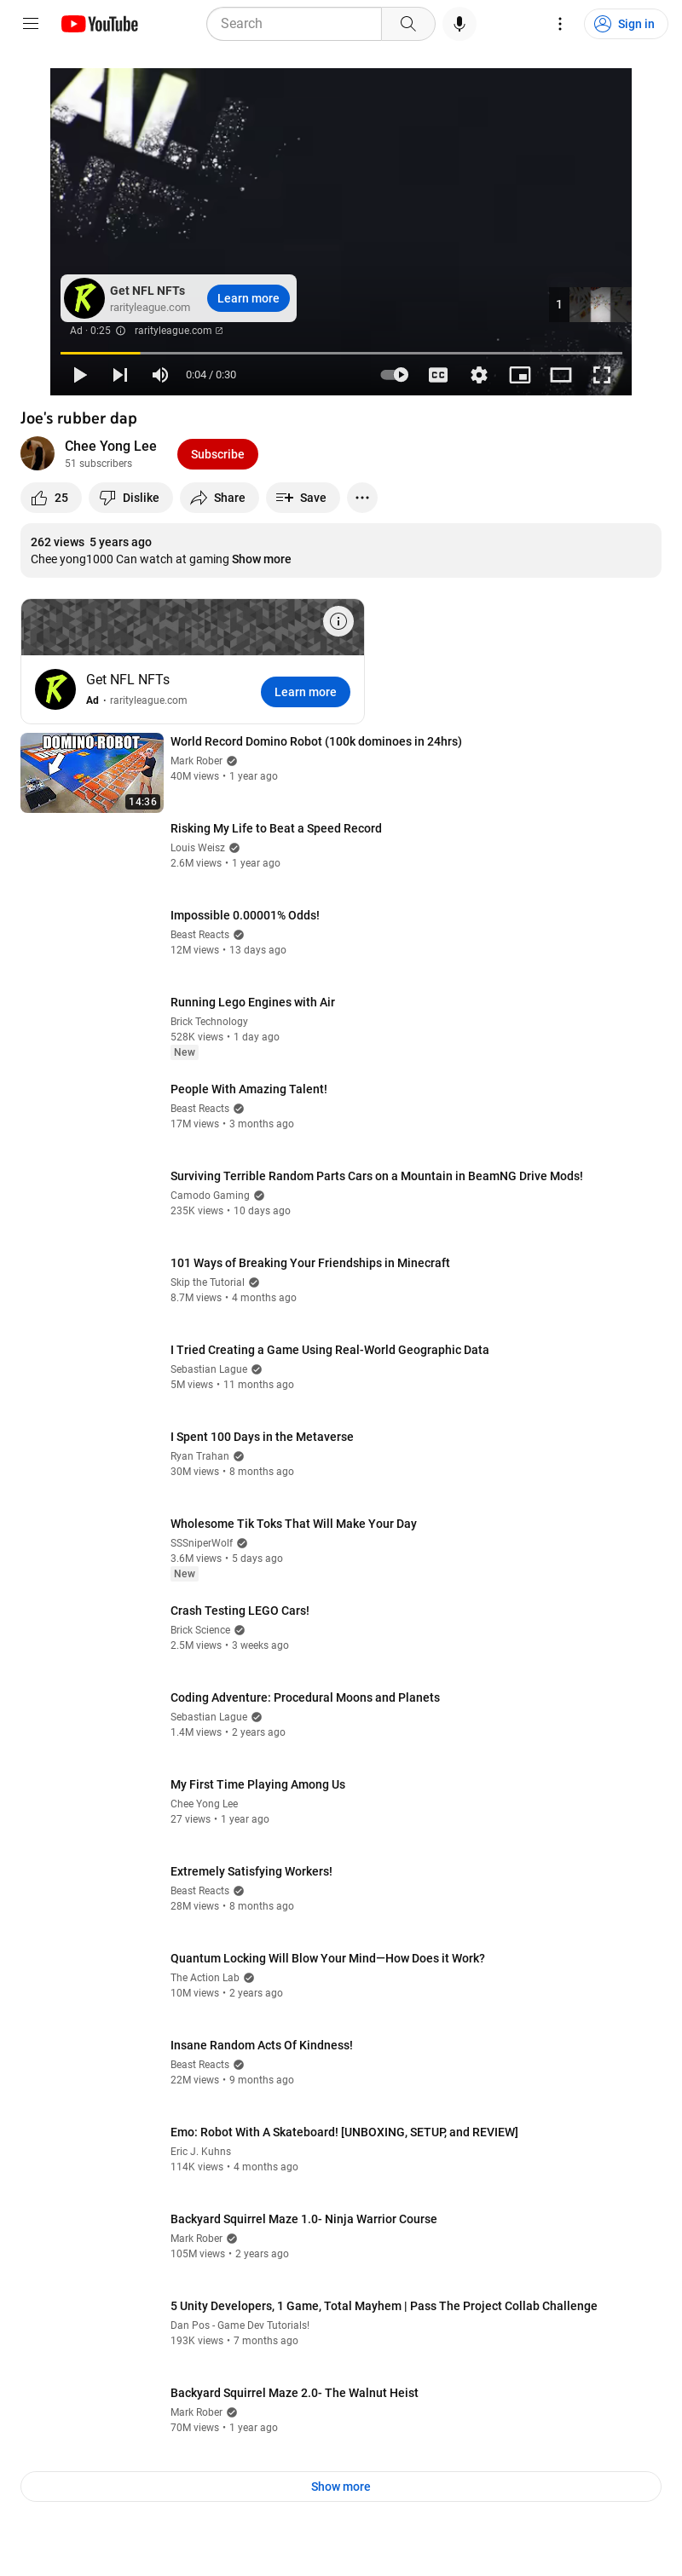 YouTube
Search
Sign in
Get NFL NFTs
rarityleague.com
Learn more
1
Ad · 0:25
rarityleague.com
0:04 / 0:30
CC
Joe's rubber dap
Chee Yong Lee
51 subscribers
Subscribe
25
Dislike
Share
Save
262 views 5 years ago
Chee yong1000 Can watch at gaming Show more
Get NFL NFTs
Ad · rarityleague.com
Learn more
DOMINO ROBOT
14:36
World Record Domino Robot (100k dominoes in 24hrs)
Mark Rober
40M views • 1 year ago
Risking My Life to Beat a Speed Record
Louis Weisz
2.6M views • 1 year ago
Impossible 0.00001% Odds!
Beast Reacts
12M views • 13 days ago
Running Lego Engines with Air
Brick Technology
528K views • 1 day ago
New
People With Amazing Talent!
Beast Reacts
17M views • 3 months ago
Surviving Terrible Random Parts Cars on a Mountain in BeamNG Drive Mods!
Camodo Gaming
235K views • 10 days ago
101 Ways of Breaking Your Friendships in Minecraft
Skip the Tutorial
8.7M views • 4 months ago
I Tried Creating a Game Using Real-World Geographic Data
Sebastian Lague
5M views • 11 months ago
I Spent 100 Days in the Metaverse
Ryan Trahan
30M views • 8 months ago
Wholesome Tik Toks That Will Make Your Day
SSSniperWolf
3.6M views • 5 days ago
New
Crash Testing LEGO Cars!
Brick Science
2.5M views • 3 weeks ago
Coding Adventure: Procedural Moons and Planets
Sebastian Lague
1.4M views • 2 years ago
My First Time Playing Among Us
Chee Yong Lee
27 views • 1 year ago
Extremely Satisfying Workers!
Beast Reacts
28M views • 8 months ago
Quantum Locking Will Blow Your Mind—How Does it Work?
The Action Lab
10M views • 2 years ago
Insane Random Acts Of Kindness!
Beast Reacts
22M views • 9 months ago
Emo: Robot With A Skateboard! [UNBOXING, SETUP, and REVIEW]
Eric J. Kuhns
114K views • 4 months ago
Backyard Squirrel Maze 1.0- Ninja Warrior Course
Mark Rober
105M views • 2 years ago
5 Unity Developers, 1 Game, Total Mayhem | Pass The Project Collab Challenge
Dan Pos - Game Dev Tutorials!
193K views • 7 months ago
Backyard Squirrel Maze 2.0- The Walnut Heist
Mark Rober
70M views • 1 year ago
Show more